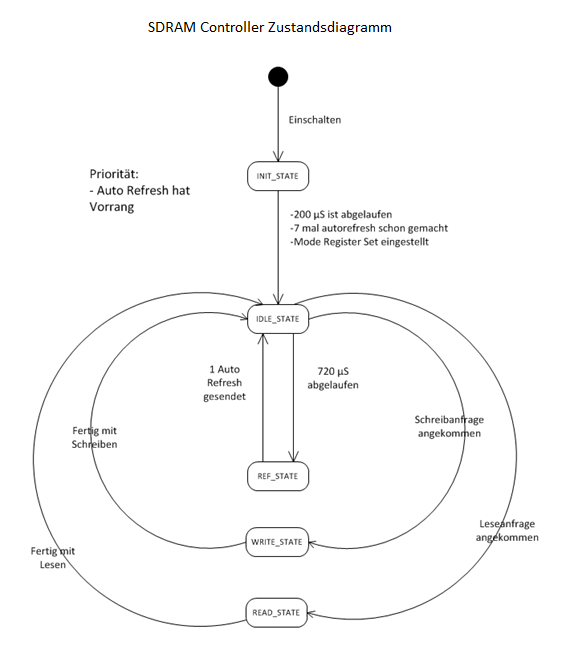 SDRAM Controller Zustandsdiagramm
Einschalten
Priorität:
- Auto Refresh hat
Vorrang
INIT_STATE
-200 µS ist abgelaufen
-7 mal autorefresh schon gemacht
-Mode Register Set eingestellt
IDLE_STATE
1 Auto
Refresh
gesendet
720 µS
abgelaufen
Fertig mit
Schreiben
Schreibanfrage
angekommen
REF_STATE
Leseanfrage
angekommen
WRITE_STATE
Fertig mit
Lesen
READ_STATE